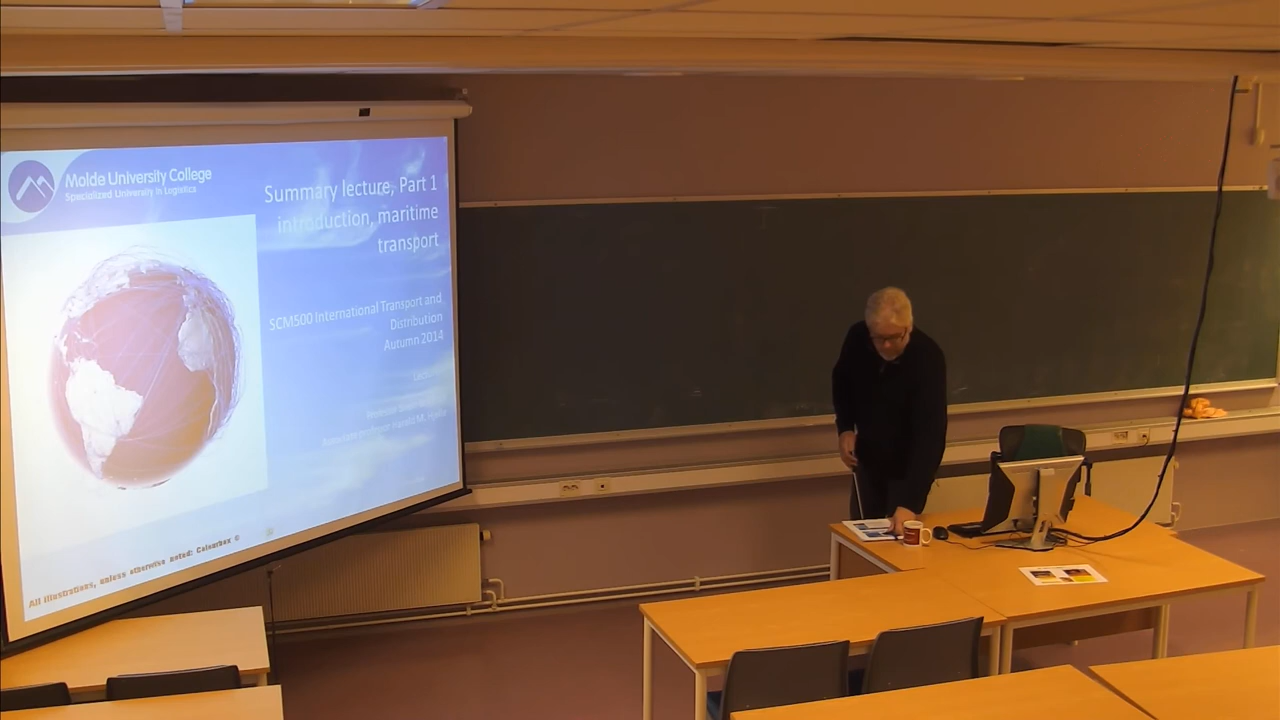 Molde University College
Specialized University in Logistics
Summary lecture, Part 1
introduction, maritime
transport
SCM500 International Transport and
Distribution
Autumn 2014
All illustrations, unless otherwise noted: Colourbox ©